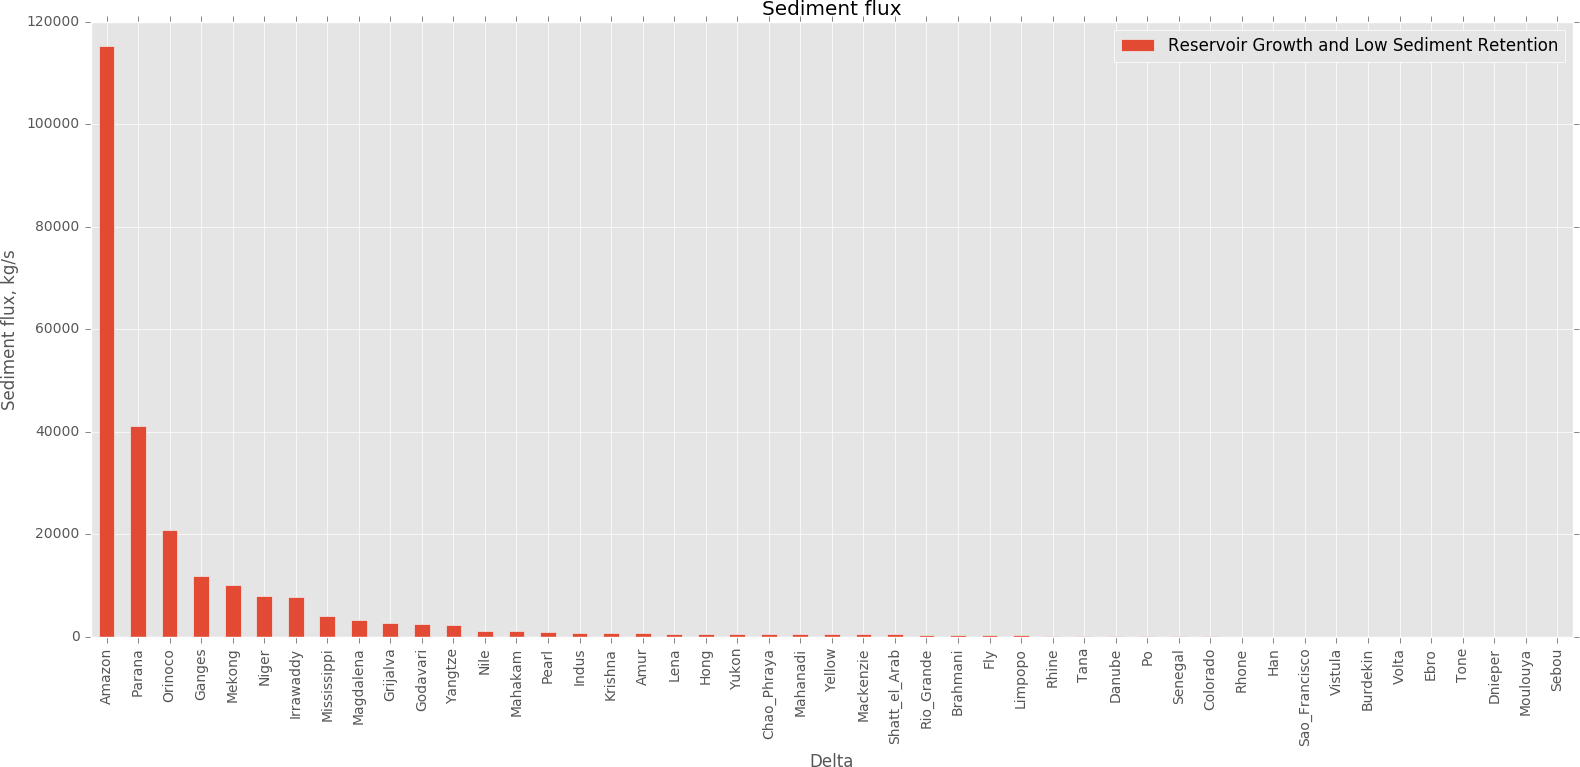 Sediment flux
Reservoir Growth and Low Sediment Retention
Sediment flux, kg/s
120000
100000
80000
60000
40000
20000
0
Amazon
Parana
Orinoco
Ganges
Mekong
Niger
Irrawaddy
Mississippi
Magdalena
Grijalva
Godavari
Yangtze
Nile
Mahakam
Pearl
Indus
Krishna
Amur
Lena
Hong
Yukon
Chao_Phraya
Mahanadi
Yellow
Mackenzie
Shatt_el_Arab
Rio_Grande
Brahmani
Fly
Limpopo
Rhine
Tana
Danube
Po
Senegal
Colorado
Rhone
Han
Sao_Francisco
Vistula
Burdekin
Volta
Ebro
Tone
Dnieper
Moulouya
Sebou
Delta